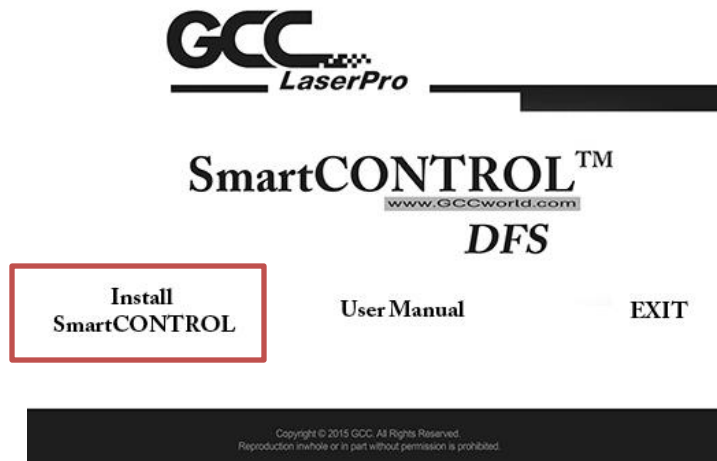 GCC
LaserPro
SmartCONTROL™
www.GCCworld.com
DFS
Install
SmartCONTROL
User Manual
EXIT
Copyright © 2015 GCC. All Rights Reserved.
Reproduction inwhole or in part without permission is prohibited.